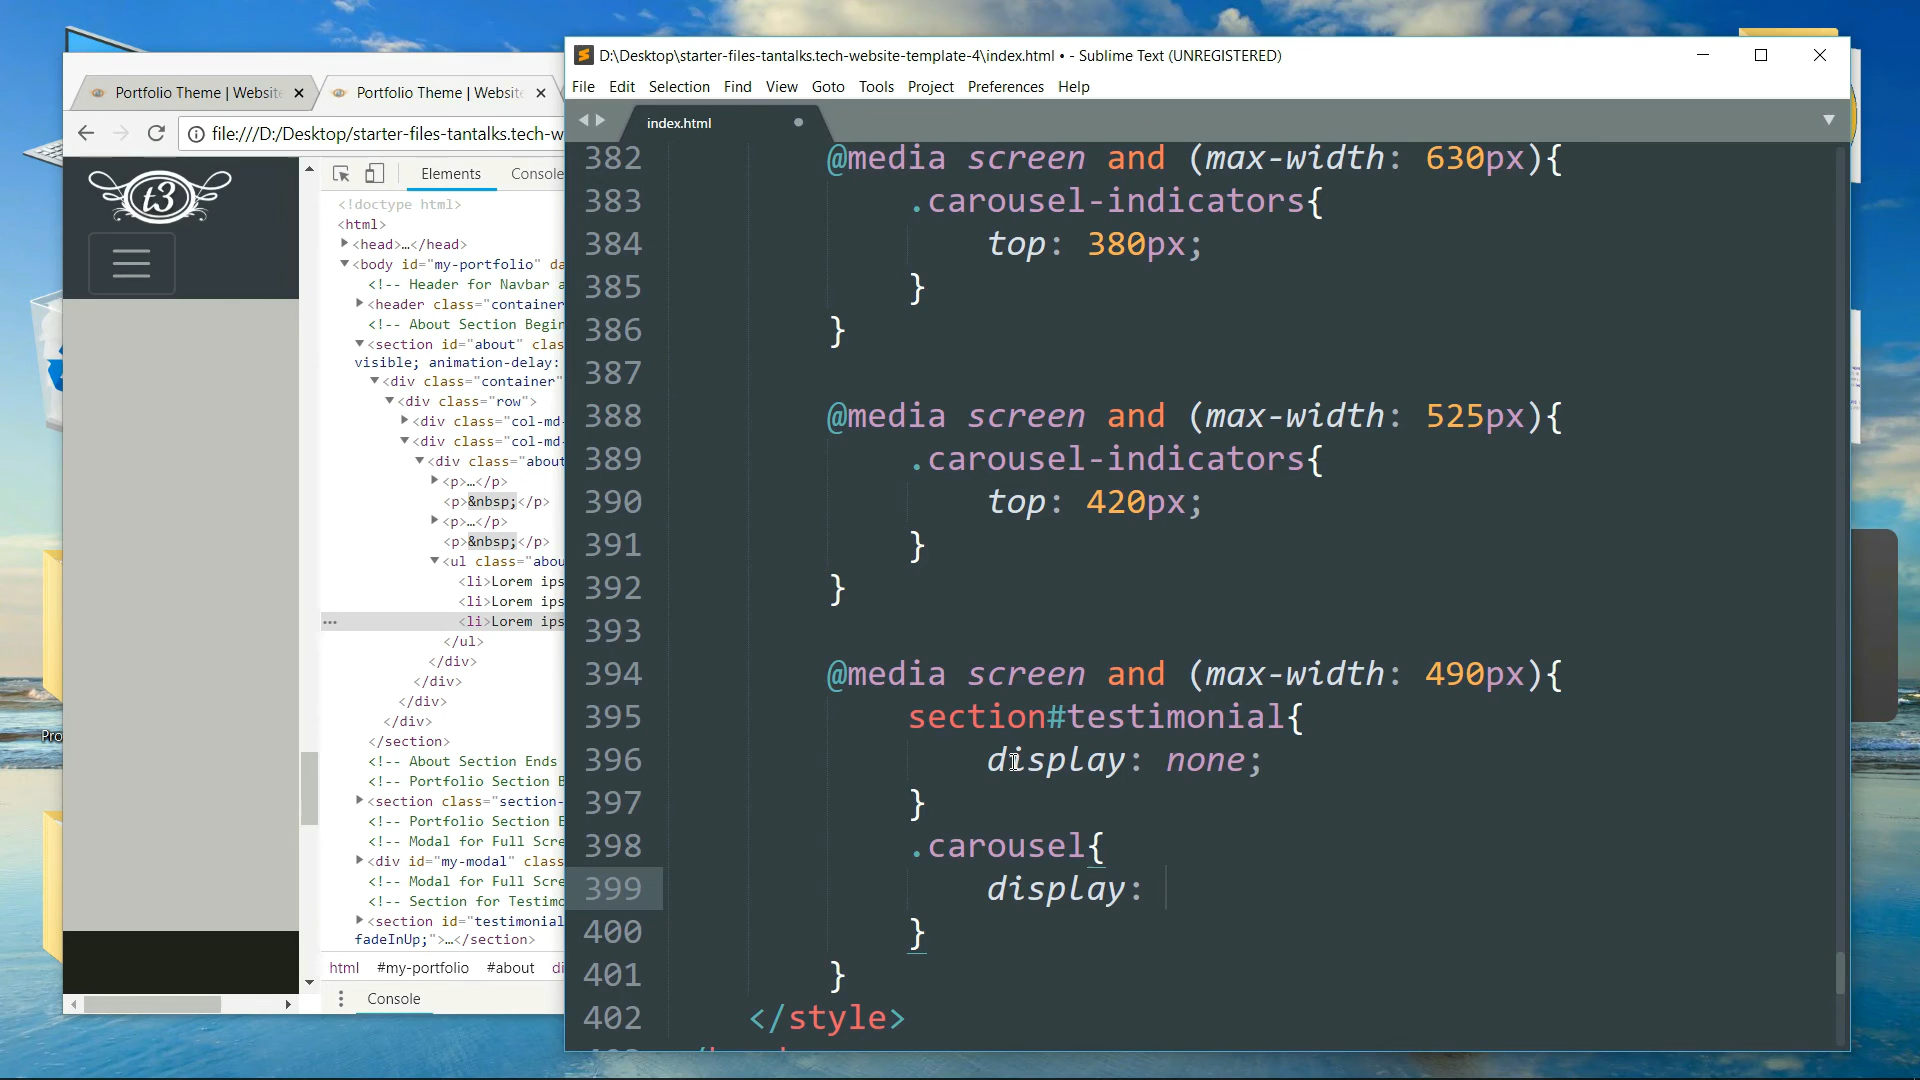 D:\Desktop\starter-files-tantalks.tech-website-template-4\index.html • - Sublime Text (UNREGISTERED)
File Edit Selection Find View Goto Tools Project Preferences Help
index.html
382 @media screen and (max-width: 630px){
383 .carousel-indicators{
384 top: 380px;
385 }
386 }
387
388 @media screen and (max-width: 525px){
389 .carousel-indicators{
390 top: 420px;
391 }
392 }
393
394 @media screen and (max-width: 490px){
395 section#testimonial{
396 display: none;
397 }
398 .carousel{
399 display:
400 }
401 }
402 </style>
Portfolio Theme | Website
Portfolio Theme | Websit
file:///D:/Desktop/starter-files-tantalks.tech-w
t3
Elements Console
<!doctype html>
<html>
<head>…</head>
<body id="my-portfolio" da
<!-- Header for Navbar a
<header class="container
<!-- About Section Begin
<section id="about" clas
visible; animation-delay:
<div class="container"
<div class="row">
<div class="col-md-
<div class="col-md-
<div class="about
<p>…</p>
<p>&nbsp;</p>
<p>…</p>
<p>&nbsp;</p>
<ul class="abou
<li>Lorem ips
<li>Lorem ips
<li>Lorem ips
</ul>
</div>
</div>
</div>
</div>
</section>
<!-- About Section Ends
<!-- Portfolio Section B
<section class="section-
<!-- Portfolio Section E
<!-- Modal for Full Scre
<div id="my-modal" class
<!-- Modal for Full Scre
<!-- Section for Testimo
<section id="testimonial
fadeInUp;">…</section>
html #my-portfolio #about di
Console
Pro